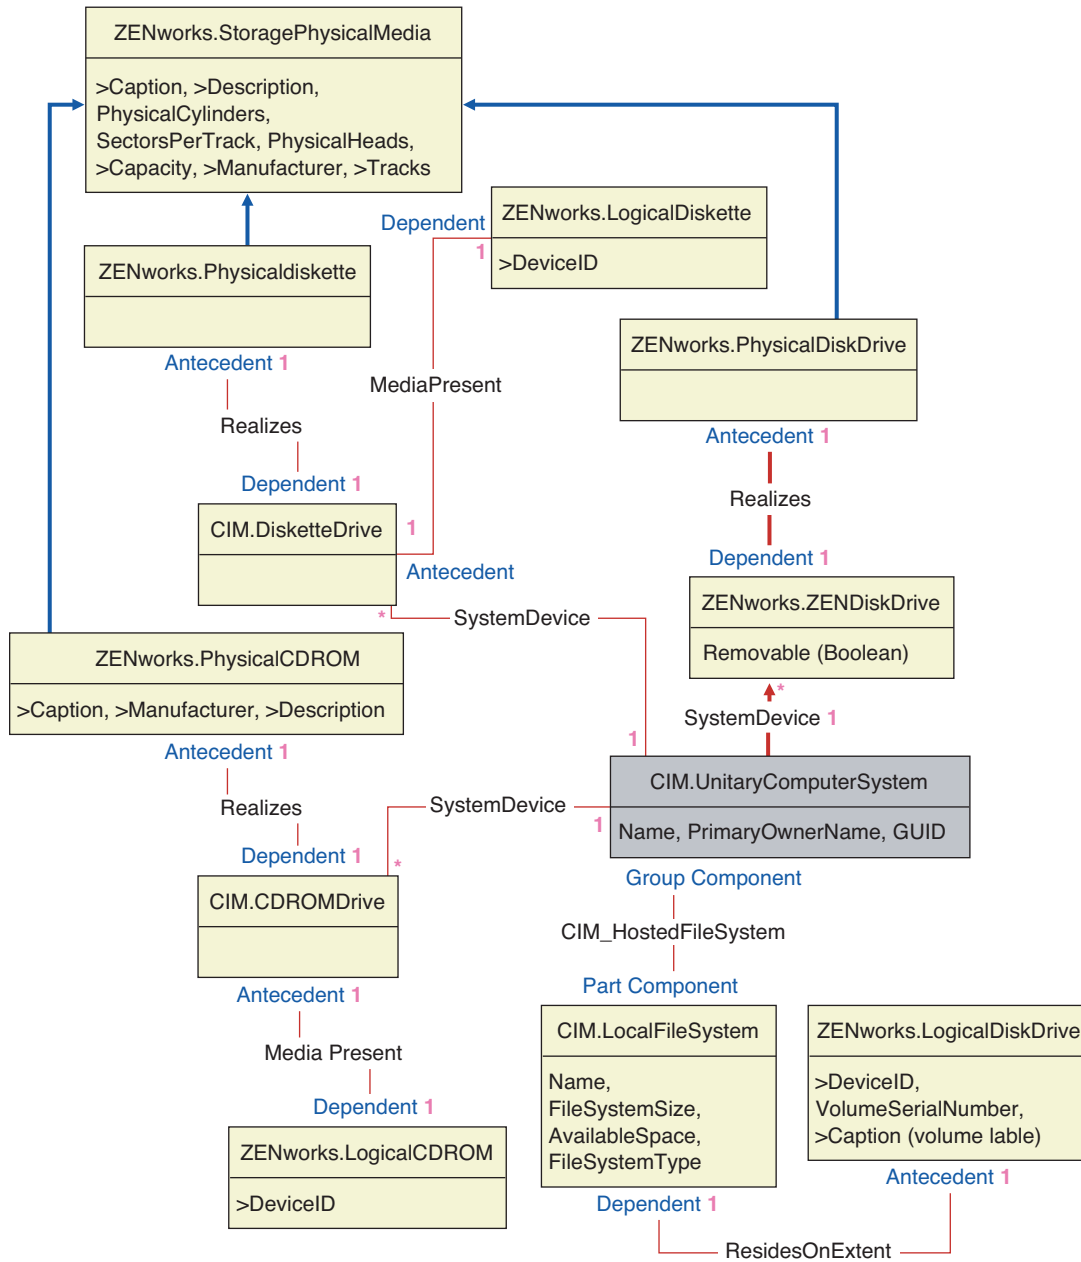 ZENworks.StoragePhysicalMedia
>Caption, >Description,
PhysicalCylinders,
SectorsPerTrack, PhysicalHeads,
>Capacity, >Manufacturer, >Tracks
Dependent
1
ZENworks.LogicalDiskette
>DeviceID
ZENworks.Physicaldiskette
Antecedent 1
Realizes
Dependent 1
MediaPresent
ZENworks.PhysicalDiskDrive
Antecedent 1
Realizes
Dependent 1
CIM.DisketteDrive
1
Antecedent
*
SystemDevice
1
ZENworks.ZENDiskDrive
Removable (Boolean)
*
SystemDevice 1
ZENworks.PhysicalCDROM
>Caption, >Manufacturer, >Description
Antecedent 1
Realizes
Dependent 1
SystemDevice
1
*
CIM.UnitaryComputerSystem
Name, PrimaryOwnerName, GUID
Group Component
CIM_HostedFileSystem
Part Component
CIM.CDROMDrive
Antecedent 1
Media Present
Dependent 1
ZENworks.LogicalCDROM
>DeviceID
CIM.LocalFileSystem
Name,
FileSystemSize,
AvailableSpace,
FileSystemType
Dependent 1
ZENworks.LogicalDiskDrive
>DeviceID,
VolumeSerialNumber,
>Caption (volume lable)
Antecedent 1
ResidesOnExtent